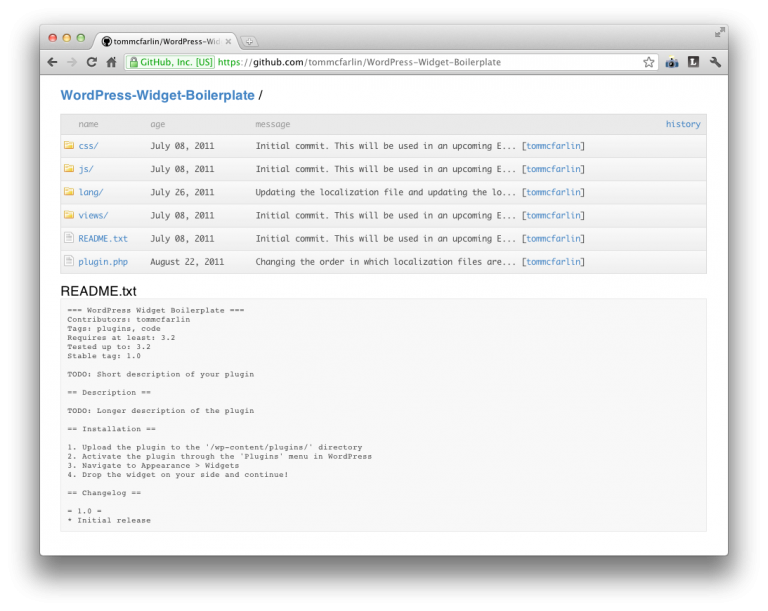 tommcfarlin/WordPress-Wid
GitHub, Inc. [US] https://github.com/tommcfarlin/WordPress-Widget-Boilerplate
WordPress-Widget-Boilerplate /
name age message history
css/ July 08, 2011 Initial commit. This will be used in an upcoming E... [tommcfarlin]
js/ July 08, 2011 Initial commit. This will be used in an upcoming E... [tommcfarlin]
lang/ July 26, 2011 Updating the localization file and updating the lo... [tommcfarlin]
views/ July 08, 2011 Initial commit. This will be used in an upcoming E... [tommcfarlin]
README.txt July 08, 2011 Initial commit. This will be used in an upcoming E... [tommcfarlin]
plugin.php August 22, 2011 Changing the order in which localization files are... [tommcfarlin]
README.txt
=== WordPress Widget Boilerplate ===
Contributors: tommcfarlin
Tags: plugins, code
Requires at least: 3.2
Tested up to: 3.2
Stable tag: 1.0
TODO: Short description of your plugin
== Description ==
TODO: Longer description of the plugin
== Installation ==
1. Upload the plugin to the '/wp-content/plugins/' directory
2. Activate the plugin through the 'Plugins' menu in WordPress
3. Navigate to Appearance > Widgets
4. Drop the widget on your side and continue!
== Changelog ==
= 1.0 =
* Initial release